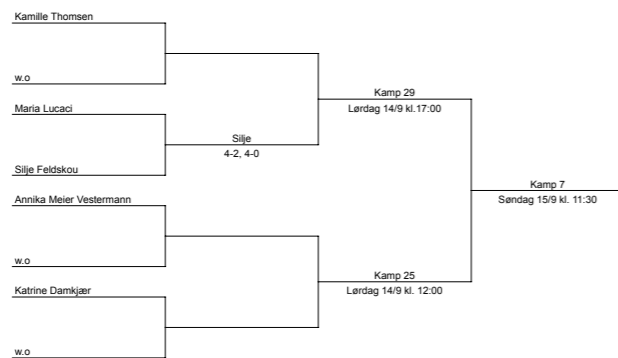 Kamille Thomsen
w.o
Kamp 29
Lørdag 14/9 kl.17:00
Maria Lucaci
Silje
4-2, 4-0
Silje Feldskou
Kamp 7
Søndag 15/9 kl. 11:30
Annika Meier Vestermann
w.o
Kamp 25
Lørdag 14/9 kl. 12:00
Katrine Damkjær
w.o